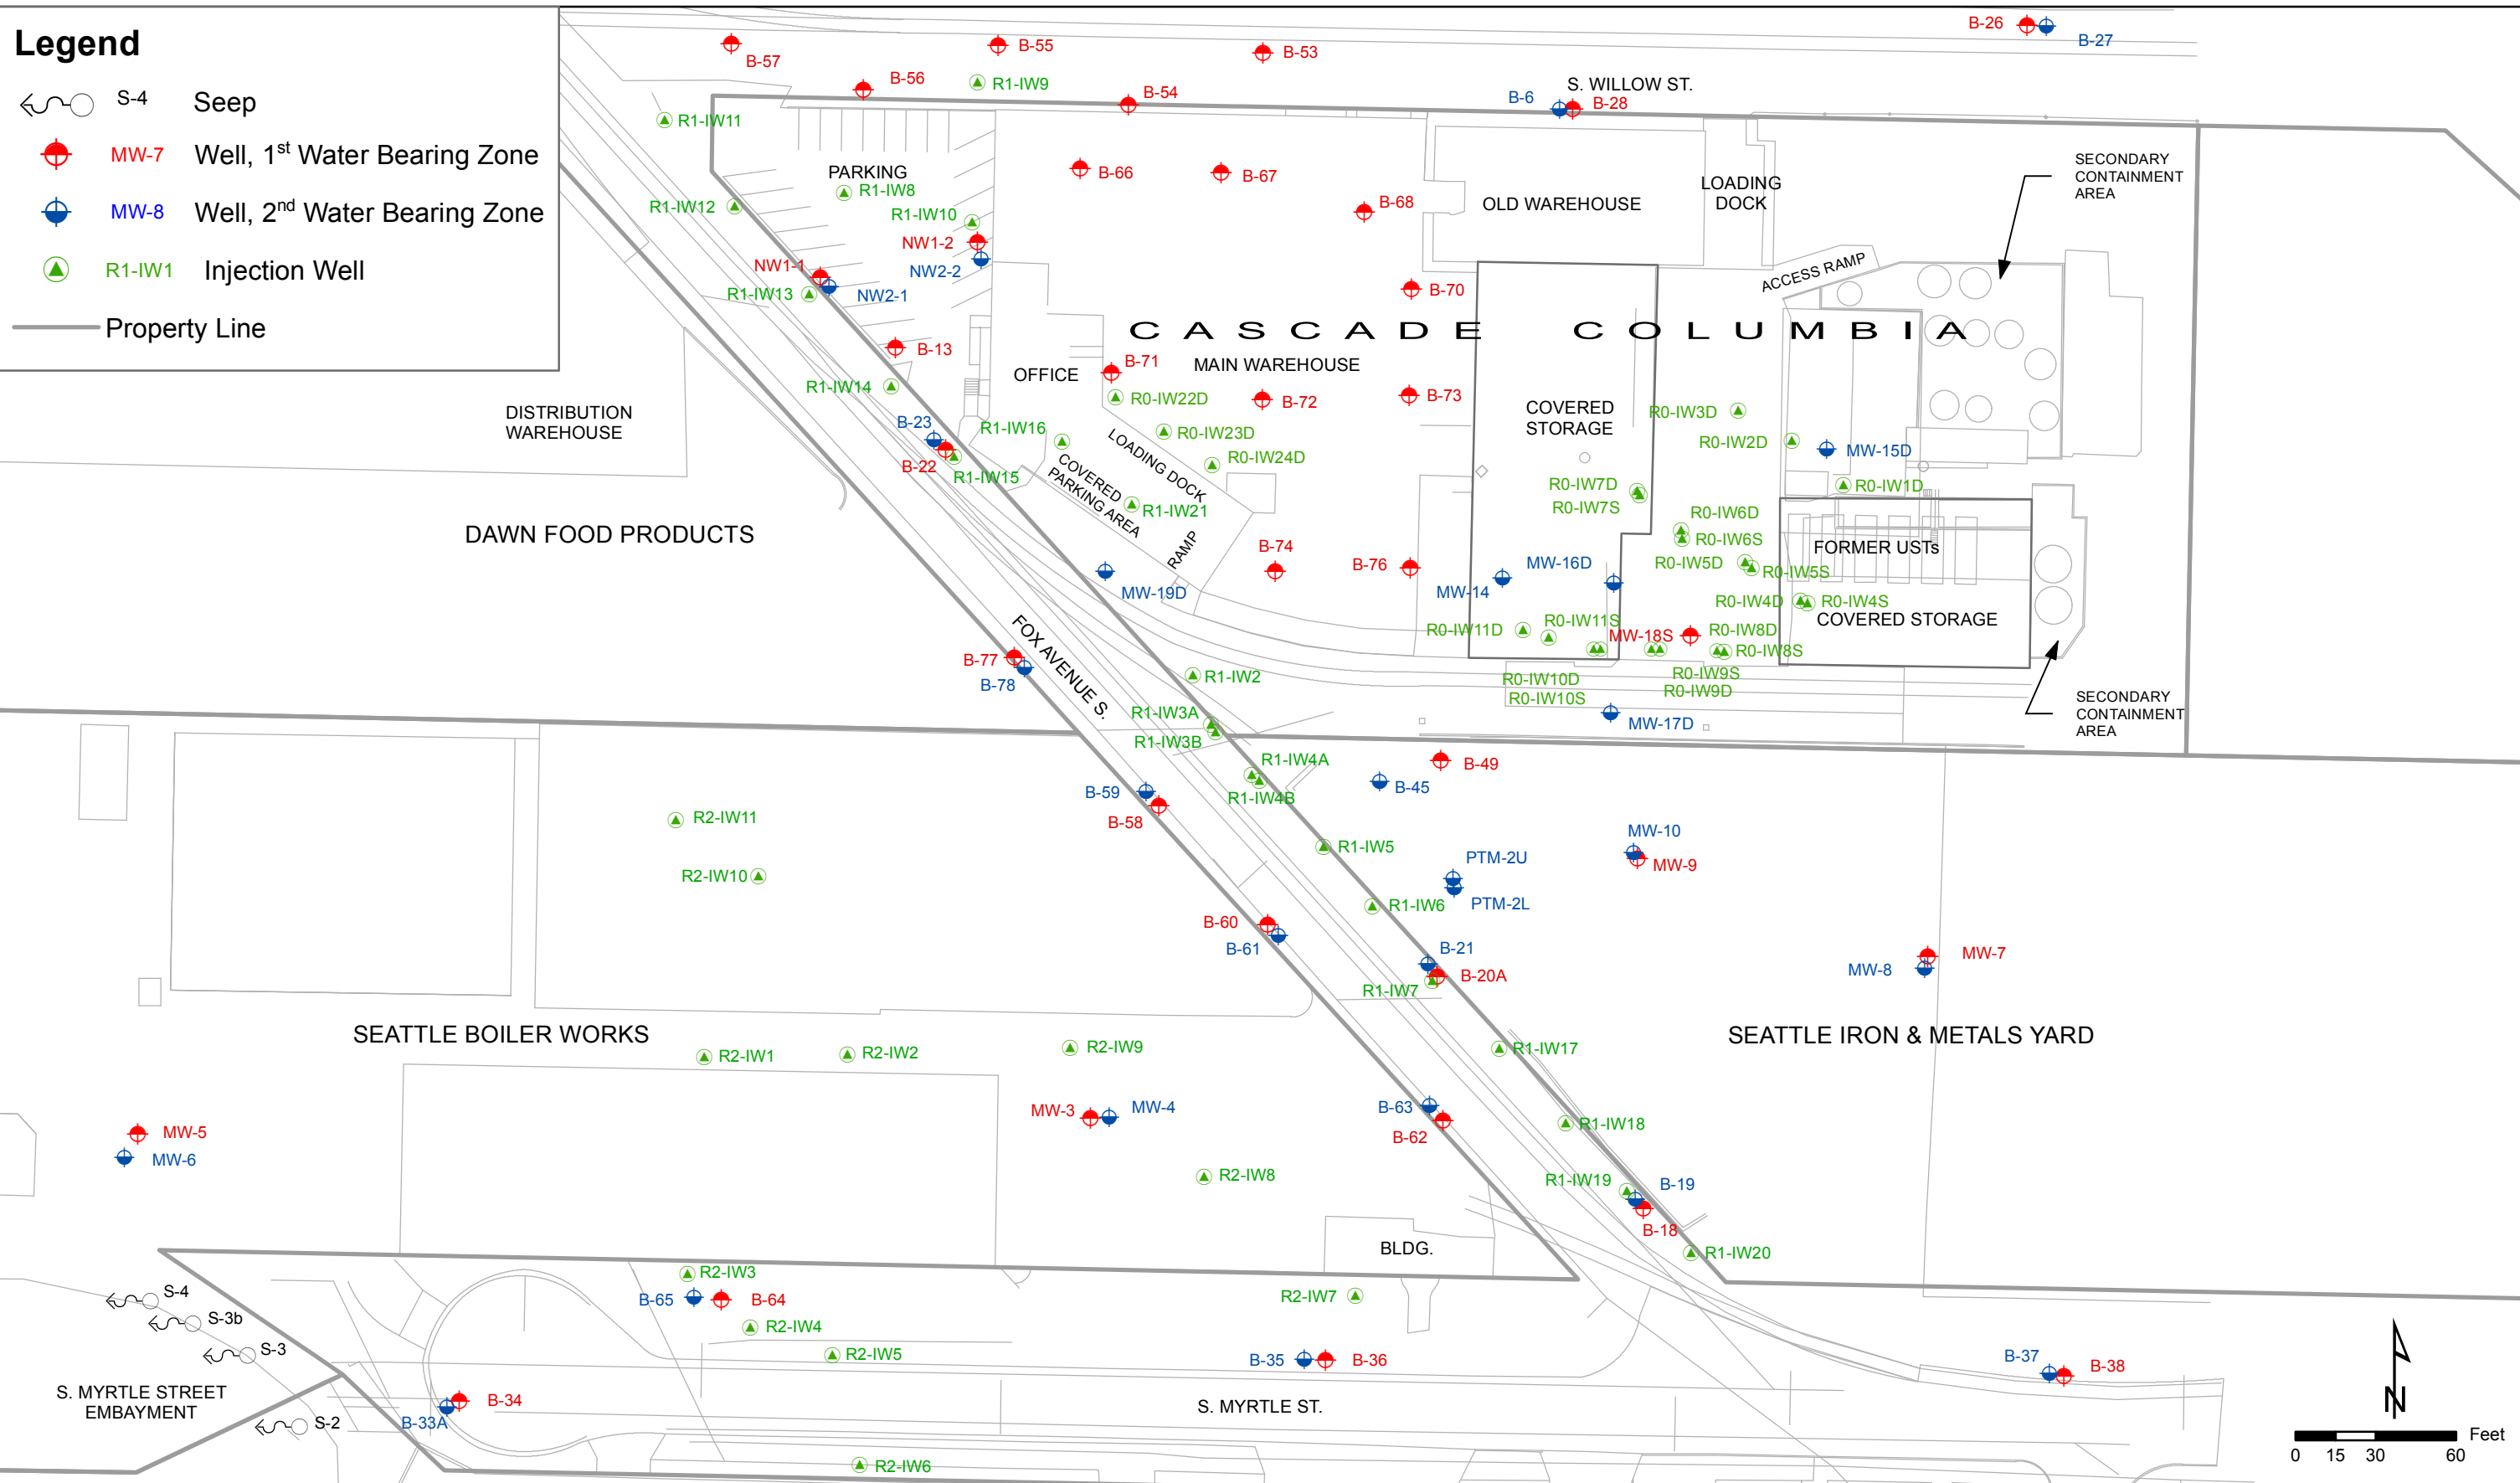 Legend
S-4 Seep
MW-7 Well, 1st Water Bearing Zone
MW-8 Well, 2nd Water Bearing Zone
R1-IW1 Injection Well
Property Line
B-26
B-27
B-57
B-55
B-53
B-56
R1-IW9
B-54
S. WILLOW ST.
B-6
B-28
R1-IW11
PARKING
R1-IW8
B-66
B-67
SECONDARY
CONTAINMENT
AREA
LOADING
DOCK
B-68
OLD WAREHOUSE
R1-IW12
R1-IW10
NW1-2
NW2-2
NW1-1
R1-IW13
NW2-1
ACCESS RAMP
B-70
CASCADE COLUMBIA
B-13
B-71
MAIN WAREHOUSE
OFFICE
R1-IW14
R0-IW22D
B-72
B-73
COVERED
STORAGE
R0-IW3D
DISTRIBUTION
WAREHOUSE
B-23
R1-IW16
R0-IW23D
R0-IW2D
MW-15D
B-22
R1-IW15
LOADING DOCK
R0-IW24D
COVERED
PARKING AREA
R0-IW7D
R0-IW7S
R0-IW1D
R1-IW21
R0-IW6D
R0-IW6S
DAWN FOOD PRODUCTS
RAMP
B-74
B-76
MW-16D
R0-IW5D
R0-IW5S
FORMER USTs
MW-19D
MW-14
R0-IW4D
R0-IW4S
COVERED STORAGE
FOX AVENUE S.
R0-IW11D
R0-IW11S
MW-18S
R0-IW8D
R0-IW8S
B-77
B-78
R1-IW2
R0-IW10D
R0-IW10S
R0-IW9S
R0-IW9D
SECONDARY
CONTAINMENT
AREA
R1-IW3A
R1-IW3B
MW-17D
R1-IW4A
R1-IW4B
B-49
B-45
B-59
B-58
R2-IW11
R2-IW10
R1-IW5
MW-10
MW-9
PTM-2U
PTM-2L
R1-IW6
B-60
B-61
B-21
B-20A
R1-IW7
MW-7
MW-8
SEATTLE BOILER WORKS
SEATTLE IRON & METALS YARD
R2-IW1
R2-IW2
R2-IW9
R1-IW17
MW-3
MW-4
B-63
B-62
R1-IW18
MW-5
MW-6
R2-IW8
R1-IW19
B-19
B-18
BLDG.
R1-IW20
R2-IW3
S-4
B-65
B-64
R2-IW7
S-3b
R2-IW4
S-3
R2-IW5
B-35
B-36
B-37
B-38
S. MYRTLE STREET
EMBAYMENT
B-34
B-33A
S-2
S. MYRTLE ST.
R2-IW6
N
Feet
0 15 30 60